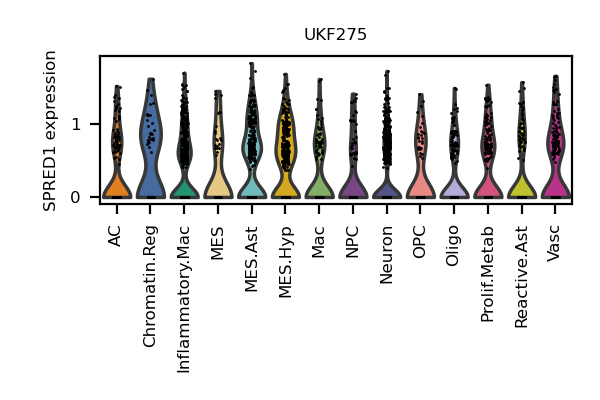 UKF275
SPRED1 expression
1
0
AC
Chromatin.Reg
Inflammatory.Mac
MES
MES.Ast
MES.Hyp
Mac
NPC
Neuron
OPC
Oligo
Prolif.Metab
Reactive.Ast
Vasc